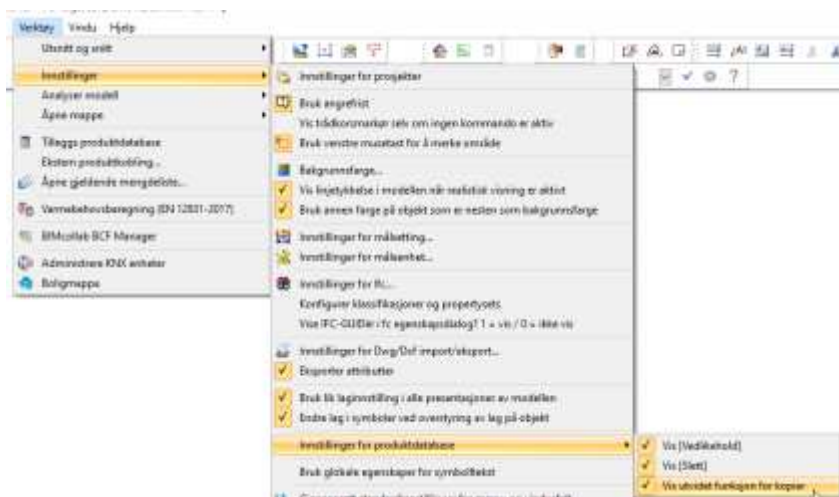 Verktøy Vindu Hjelp
Utsnitt og snitt
Innstillinger
Analyser modell
Åpne mappe
Tilleggs produktdatabase
Ekstern produktkobling...
Åpne gjeldende mengdeliste...
Varmebehovsberegning (EN 12831-2017)
BIMcollab BCF Manager
Administrere KNX enheter
Boligmappa
Innstillinger for prosjekter
Bruk angrefrist
Vis trådkorsmarkør selv om ingen kommando er aktiv
Bruk venstre musetast for å merke område
Bakgrunnsfarge...
Vis linjetykkelse i modellen når realistisk visning er aktivt
Bruk annen farge på objekt som er nesten som bakgrunnsfarge
Innstillinger for målsetting...
Innstillinger for målenhet...
Innstillinger for ifc...
Konfigurer klassifikasjoner og propertysets
Vise IFC-GUIDer i fc egenskapsdialog? 1 = vis / 0 = ikke vis
Innstillinger for Dwg/Dxf import/eksport...
Eksporter attributter
Bruk lik laginnstilling i alle presentasjoner av modellen
Endre lag i symboler ved overstyring av lag på objekt
Innstillinger for produktdatabase
Bruk globale egenskaper for symboltekst
Vis [Vedlikehold]
Vis [Slett]
Vis utvidet funksjon for kopier